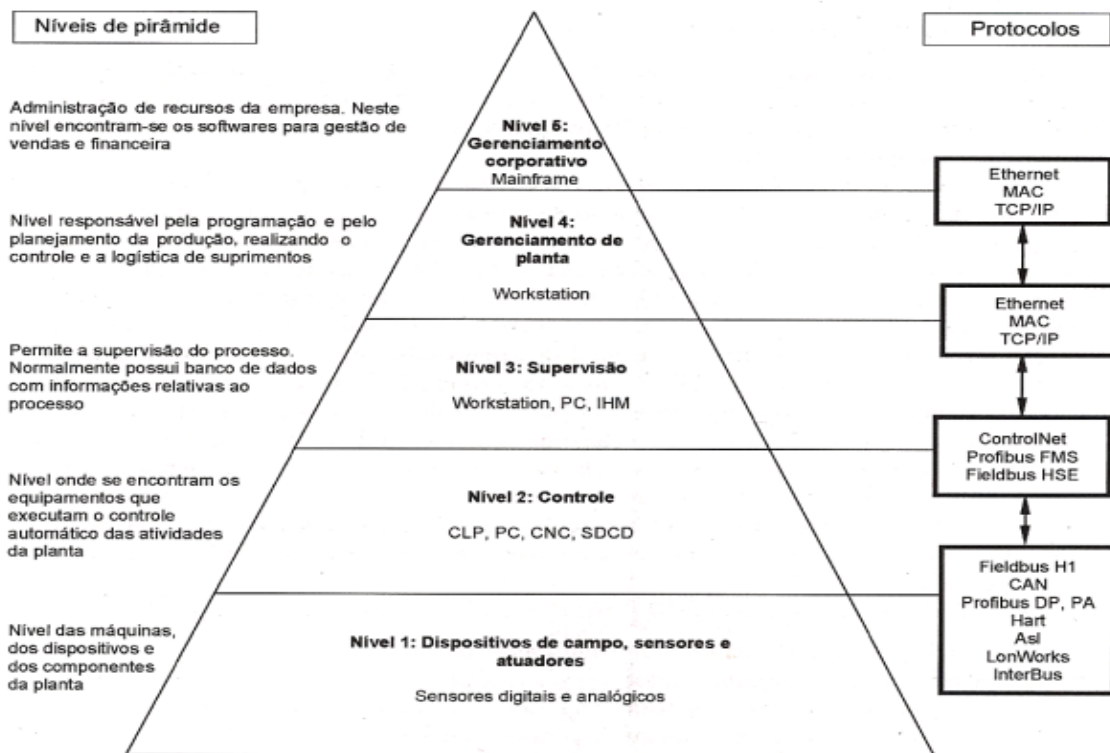 Níveis de pirâmide
Protocolos
Administração de recursos da empresa. Neste
nível encontram-se os softwares para gestão de
vendas e financeira
Nível 5:
Gerenciamento
corporativo
Mainframe
Ethernet
MAC
TCP/IP
Nível responsável pela programação e pelo
planejamento da produção, realizando o
controle e a logística de suprimentos
Nível 4:
Gerenciamento de
planta
Workstation
Ethernet
MAC
TCP/IP
Permite a supervisão do processo.
Normalmente possui banco de dados
com informações relativas ao
processo
Nível 3: Supervisão
Workstation, PC, IHM
ControlNet
Profibus FMS
Fieldbus HSE
Nível onde se encontram os
equipamentos que
executam o controle
automático das atividades
da planta
Nível 2: Controle
CLP, PC, CNC, SDCD
Fieldbus H1
CAN
Profibus DP, PA
Hart
AsI
LonWorks
InterBus
Nível das máquinas,
dos dispositivos e
dos componentes
da planta
Nível 1: Dispositivos de campo, sensores e
atuadores
Sensores digitais e analógicos